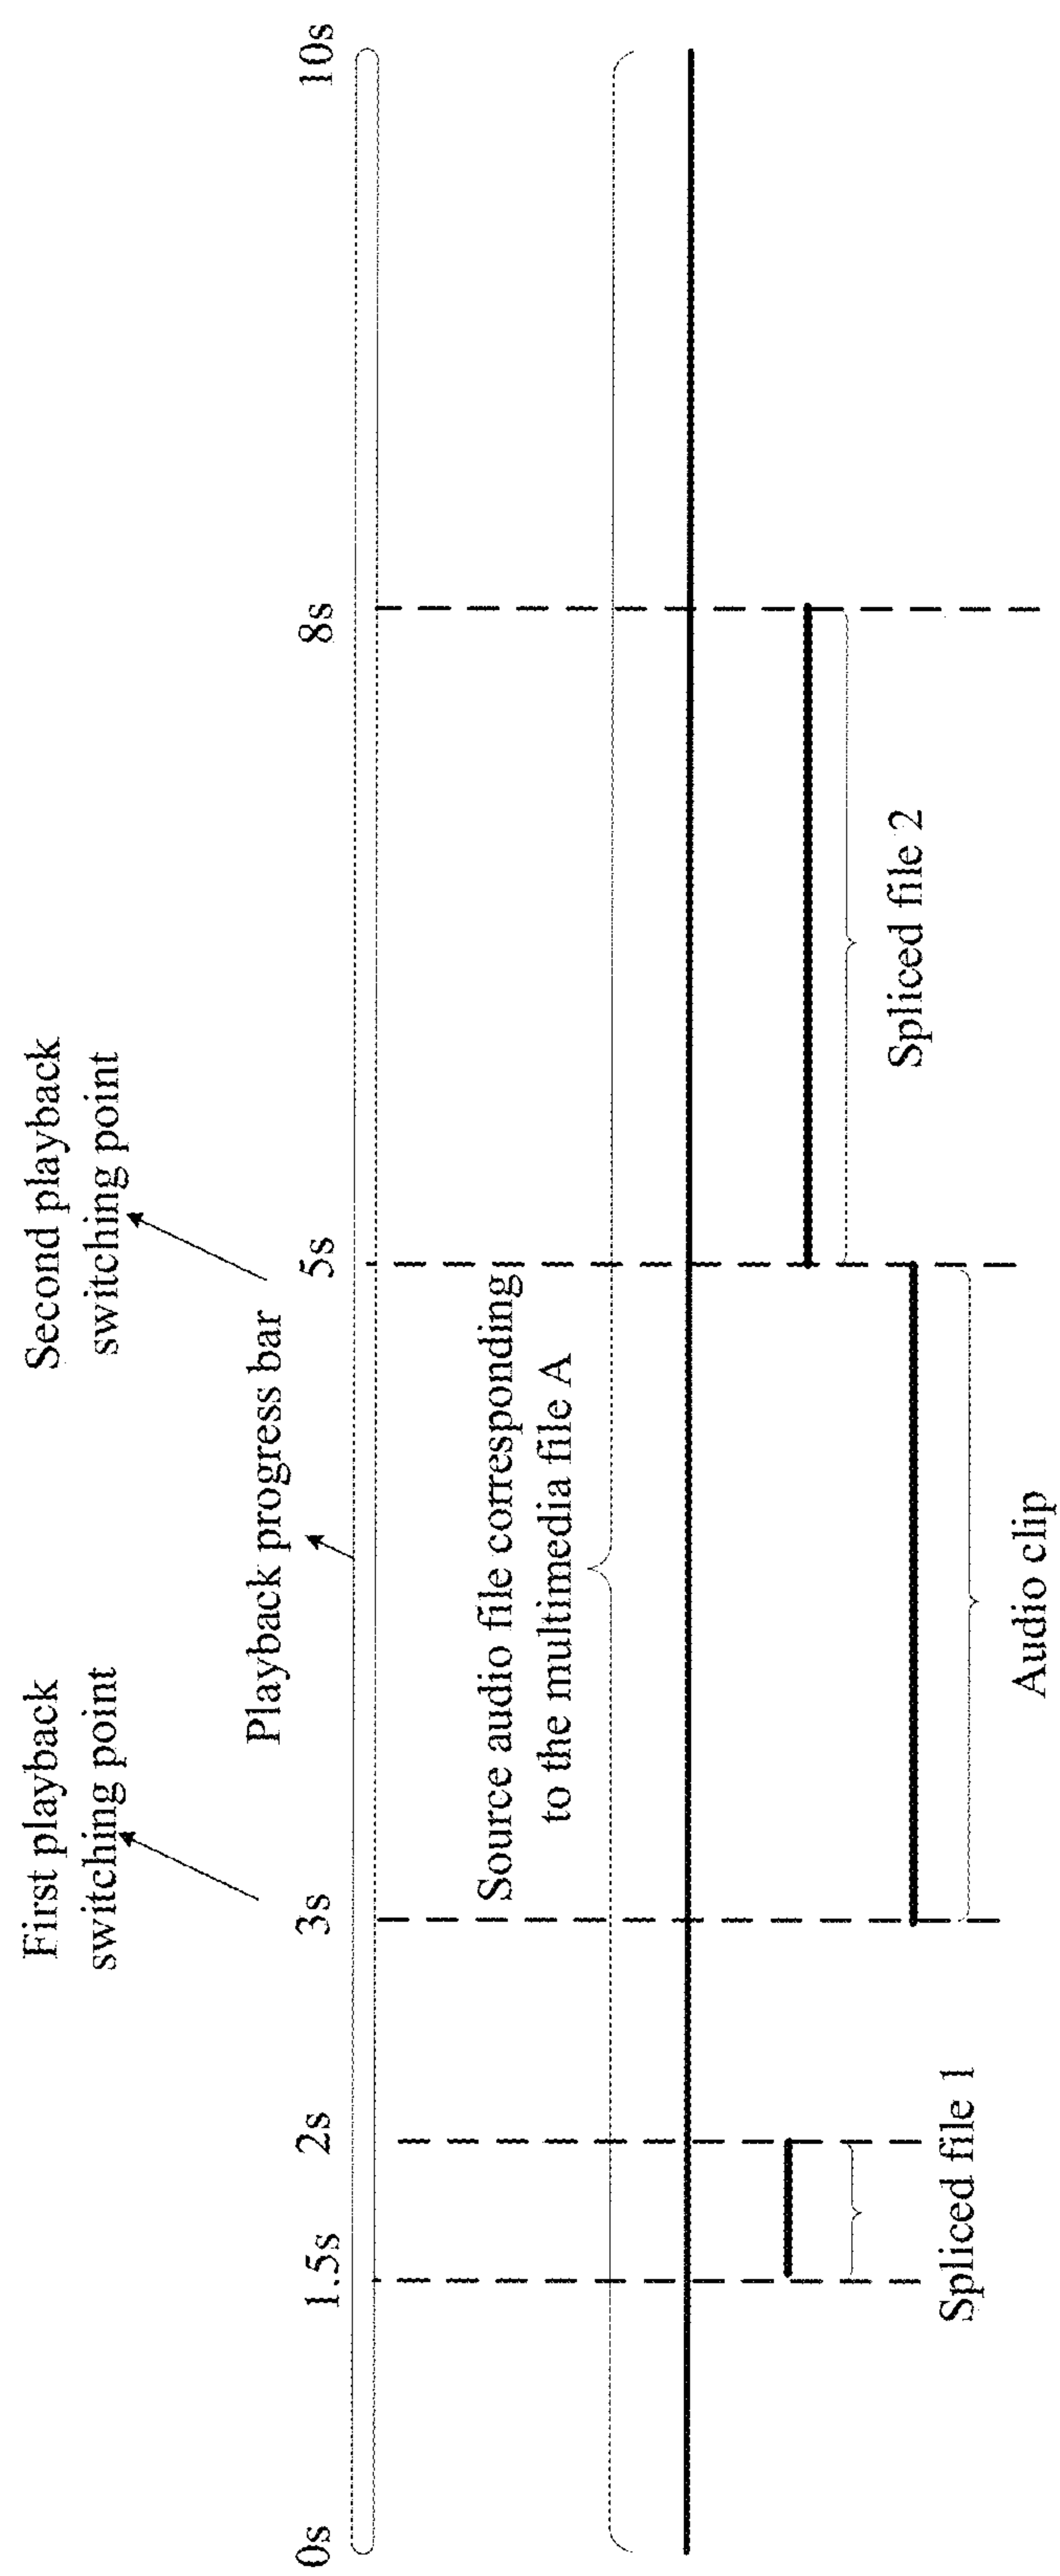 First playback
switching point
Second playback
switching point
Playback progress bar
0s
1.5s
2s
3s
5s
8s
10s
Source audio file corresponding
to the multimedia file A
Spliced file 1
Spliced file 2
Audio clip